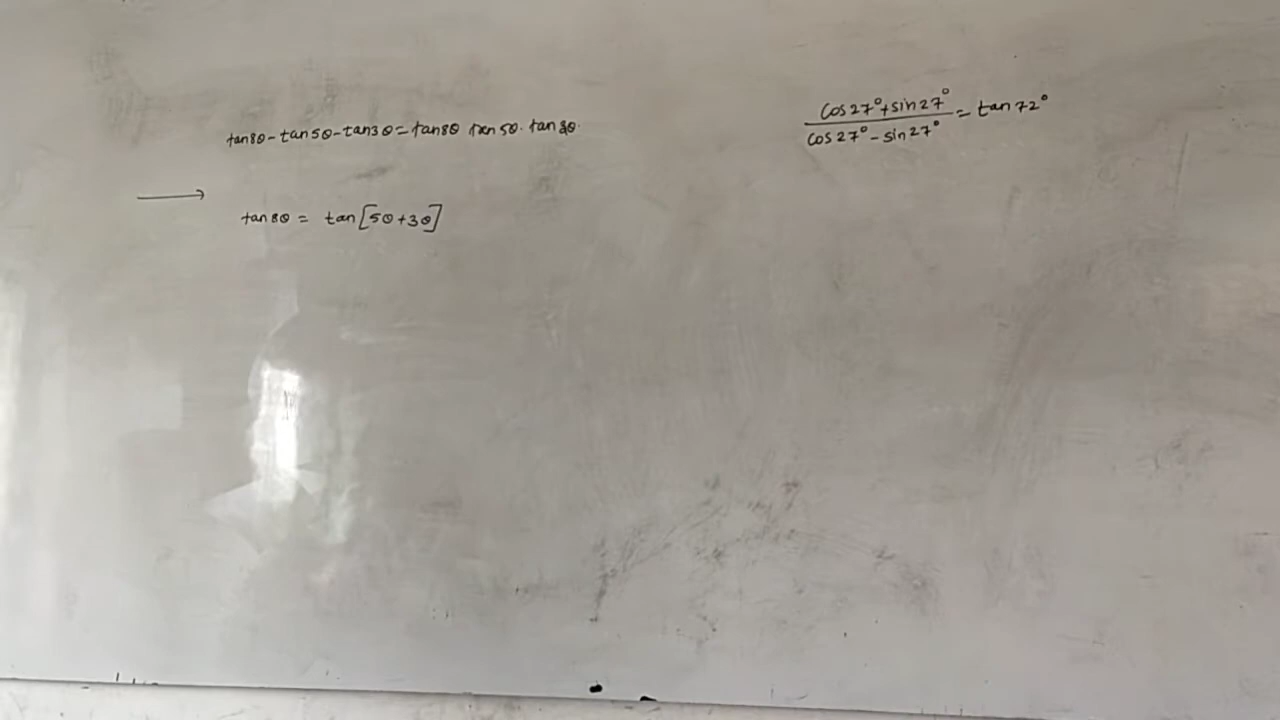 tan8θ - tan5θ - tan3θ = tan8θ tan5θ. tan3θ.
→ tan8θ = tan[5θ+3θ]
cos27°+sin27° / cos27° - sin27° = tan72°